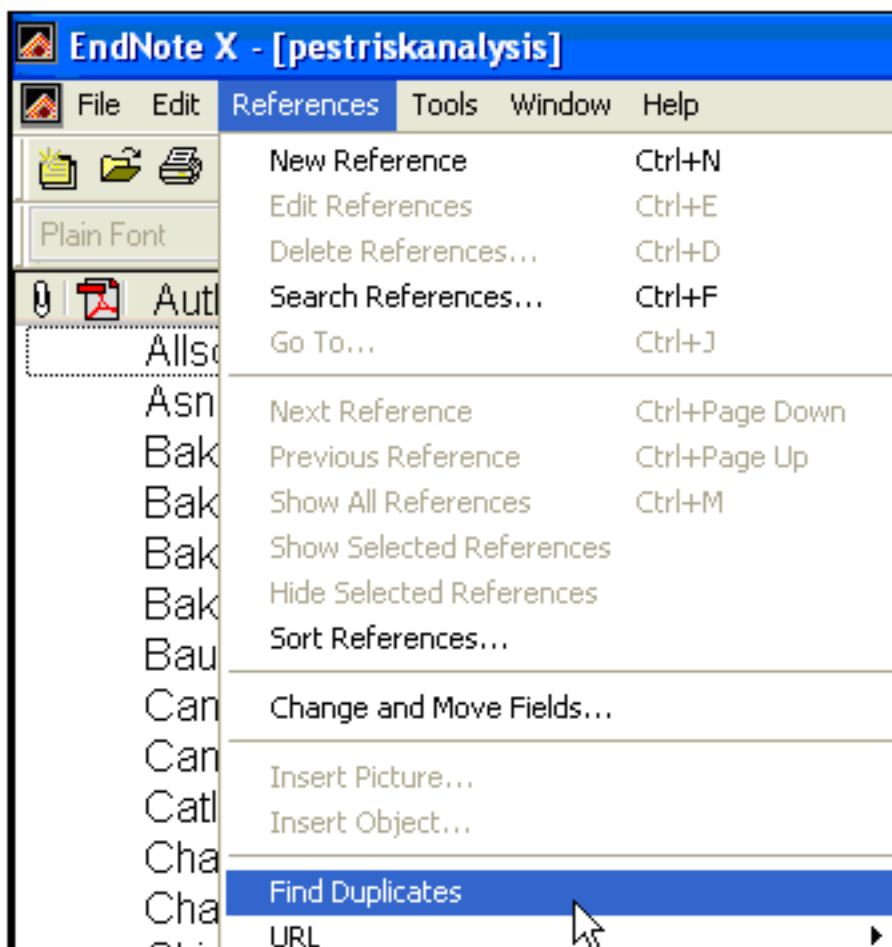 EndNote X - [pestriskanalysis]
File Edit References Tools Window Help
New Reference Ctrl+N
Edit References Ctrl+E
Delete References... Ctrl+D
Search References... Ctrl+F
Go To... Ctrl+J
Next Reference Ctrl+Page Down
Previous Reference Ctrl+Page Up
Show All References Ctrl+M
Show Selected References
Hide Selected References
Sort References...
Change and Move Fields...
Insert Picture...
Insert Object...
Find Duplicates
URL
Plain Font
Auth
Allso
Asn
Bak
Bak
Bak
Bak
Bau
Can
Can
Catl
Cha
Cha